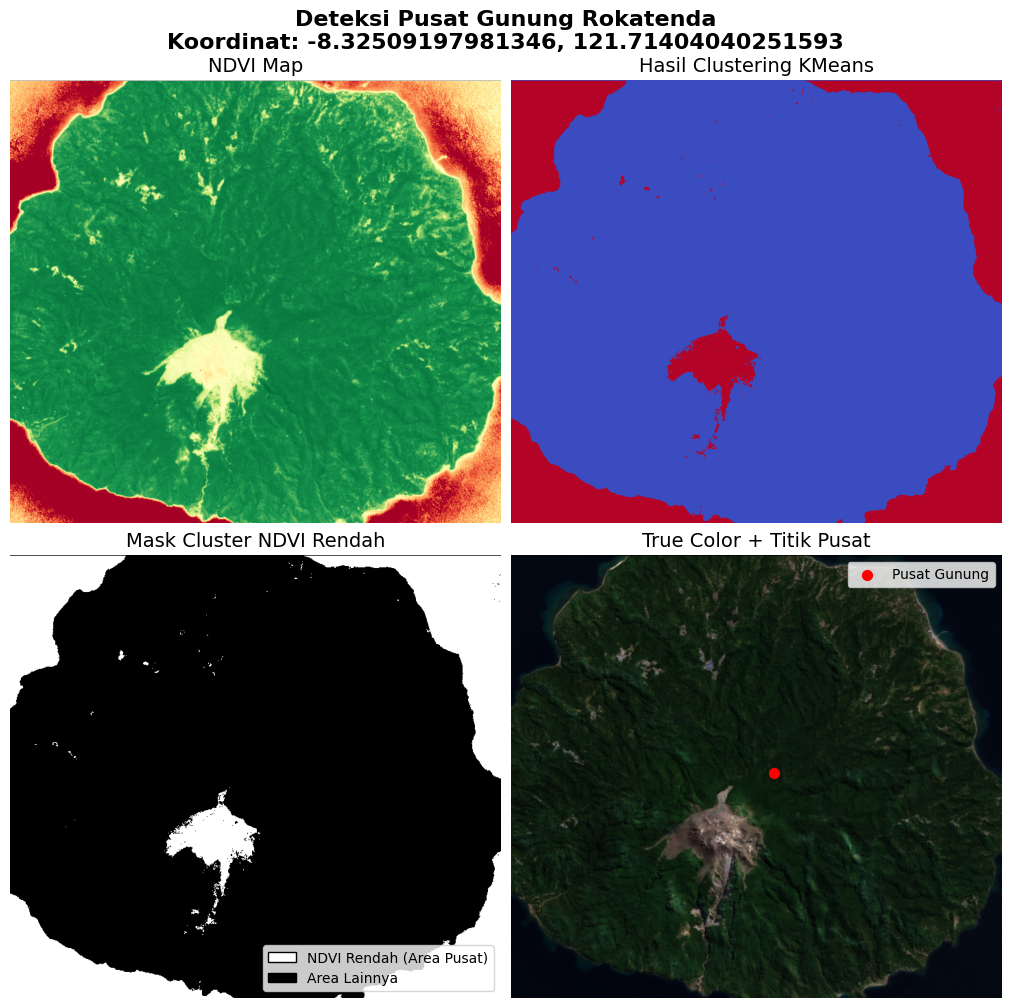 Deteksi Pusat Gunung Rokatenda
Koordinat: -8.32509197981346, 121.71404040251593
NDVI Map
Hasil Clustering KMeans
Mask Cluster NDVI Rendah
NDVI Rendah (Area Pusat)
Area Lainnya
True Color + Titik Pusat
Pusat Gunung